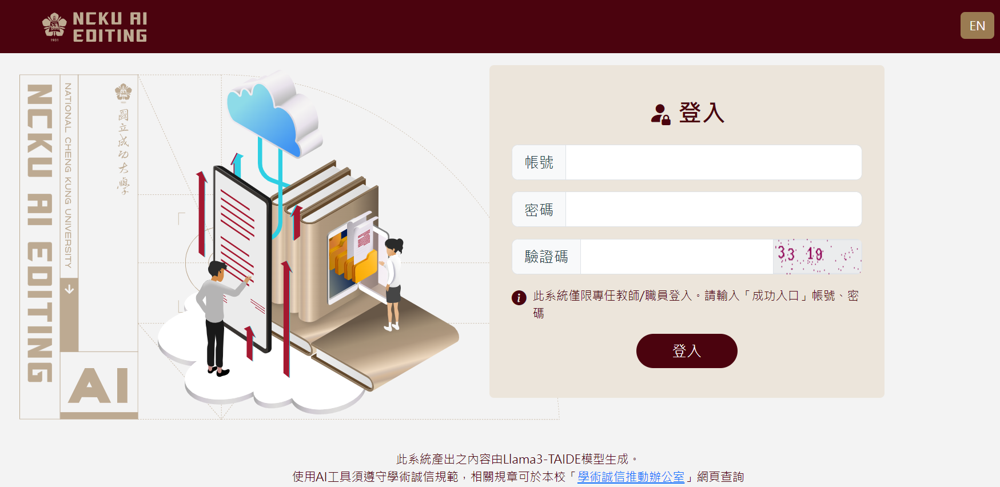 NCKU AI
EDITING
1931
EN
NCKU AI EDITING
NATIONAL CHENG KUNG UNIVERSITY
國立成功大學
AI
登入
帳號
密碼
驗證碼
33 19
此系統僅限專任教師/職員登入。請輸入「成功入口」帳號、密
碼
登入
此系統產出之內容由Llama3-TAIDE模型生成。
使用AI工具須遵守學術誠信規範，相關規章可於本校「學術誠信推動辦公室」網頁查詢